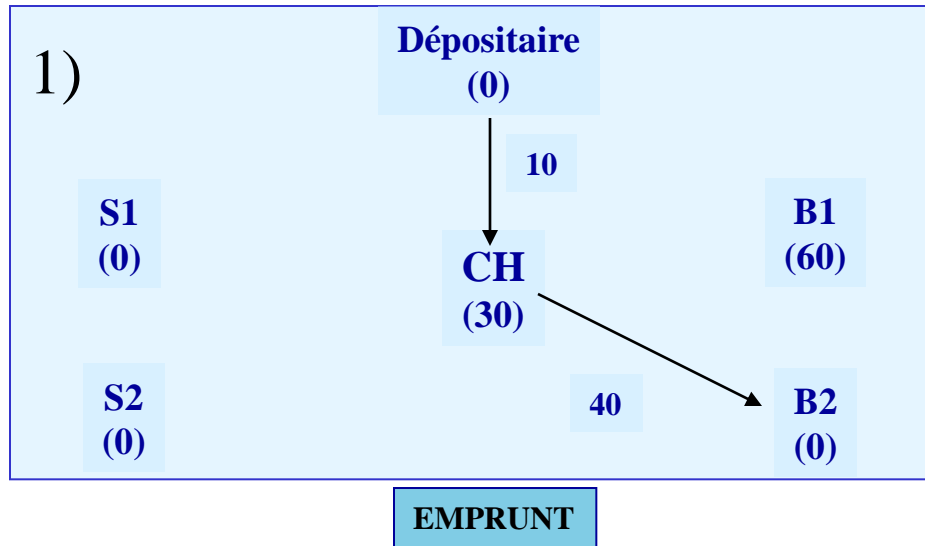 1)
Dépositaire
(0)
10
S1
(0)
B1
(60)
CH
(30)
S2
(0)
40
B2
(0)
EMPRUNT